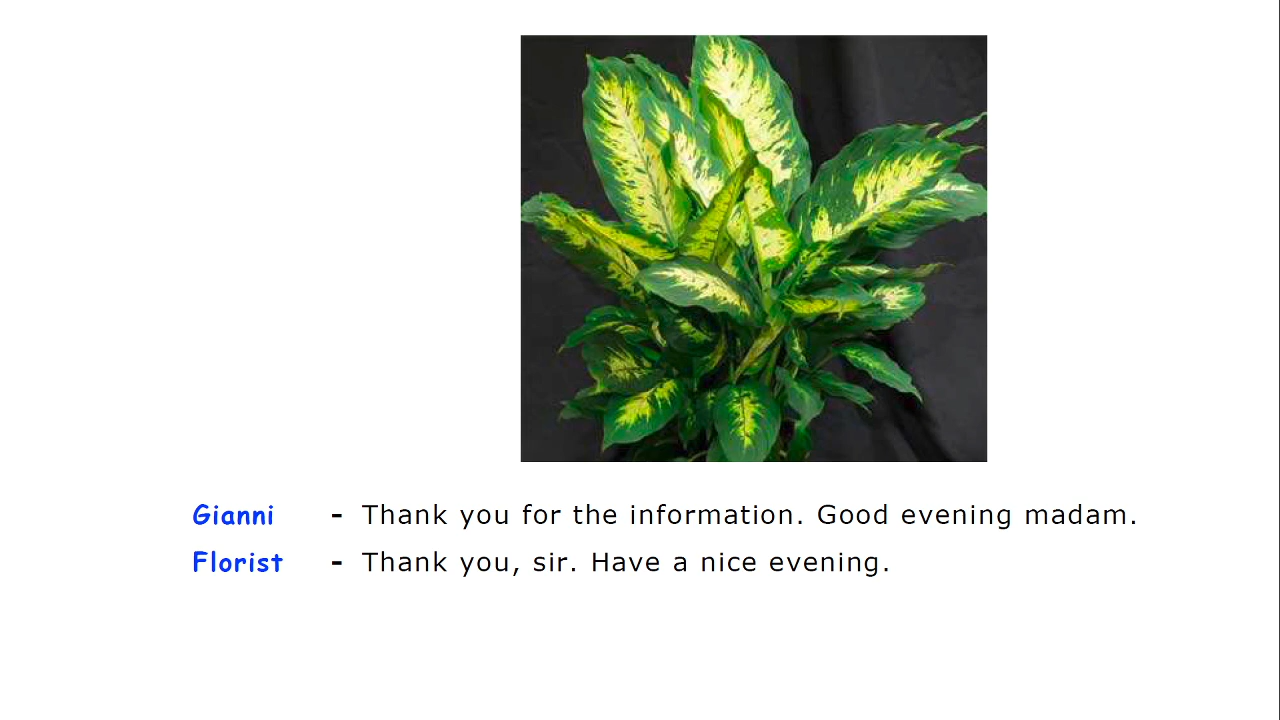 Gianni - Thank you for the information. Good evening madam.
Florist - Thank you, sir. Have a nice evening.